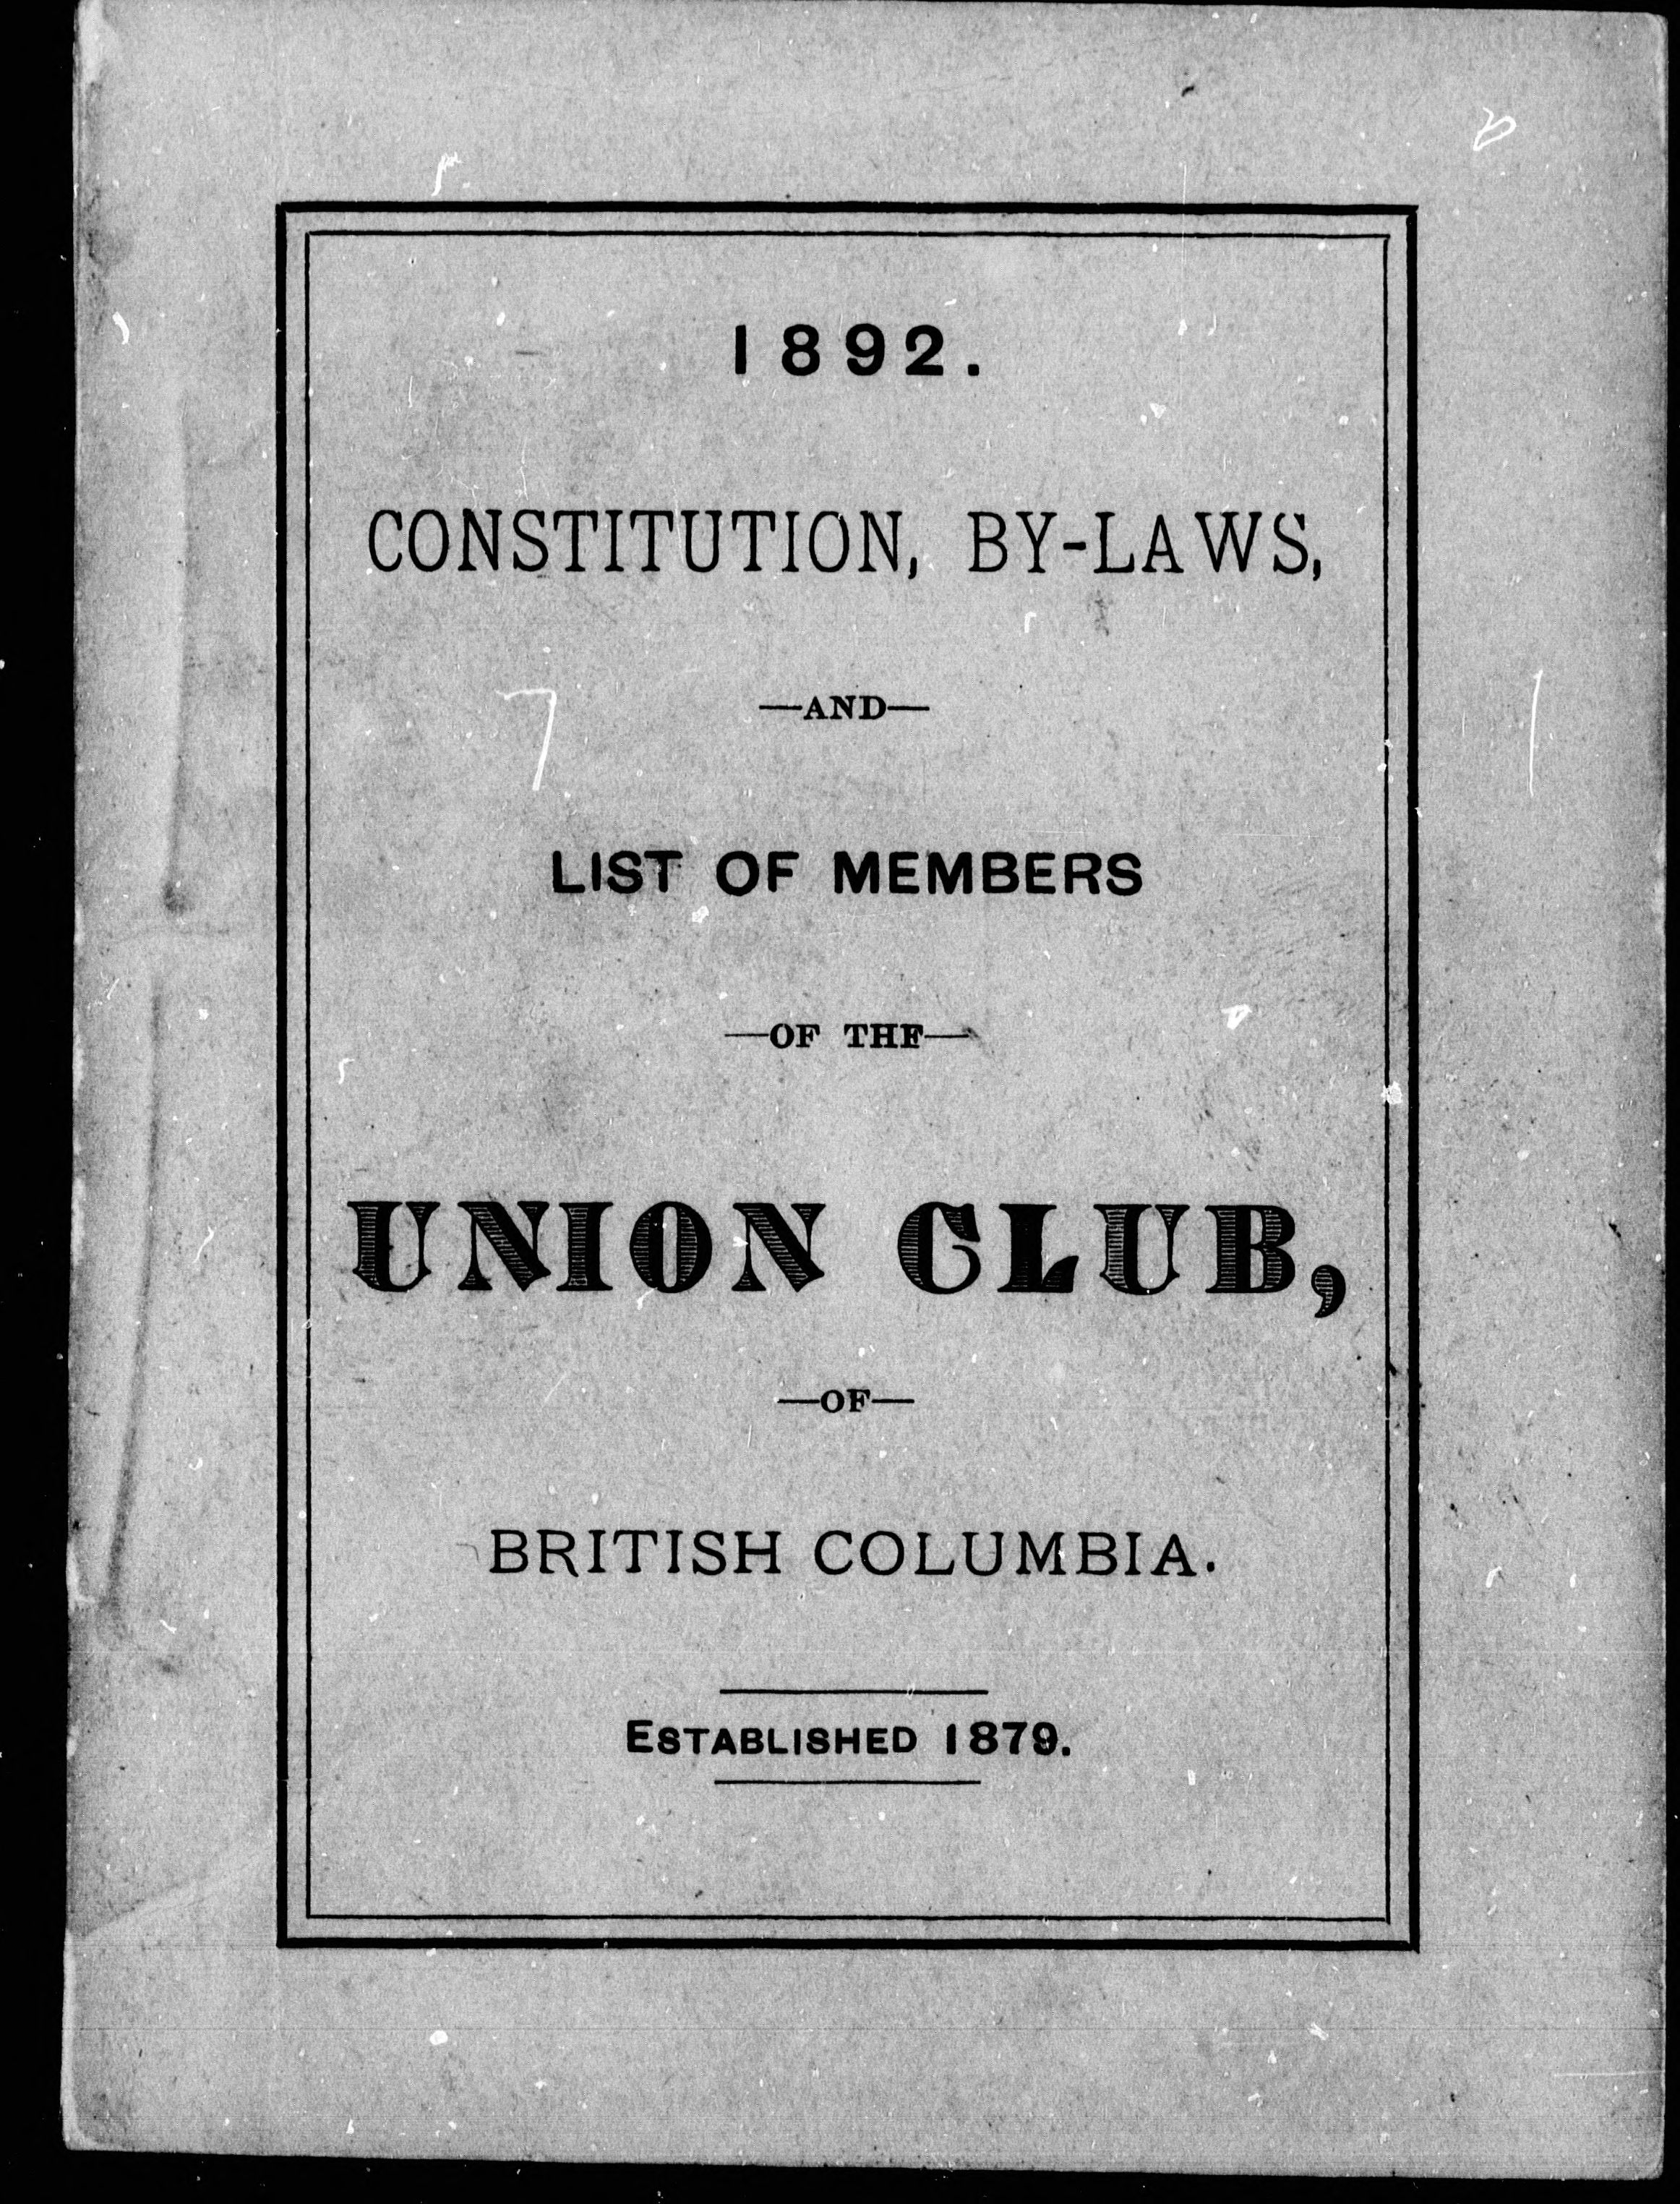 1892.
CONSTITUTION, BY-LAWS,
—AND—
LIST OF MEMBERS
—OF THE—
UNION CLUB,
—OF—
BRITISH COLUMBIA.
ESTABLISHED 1879.